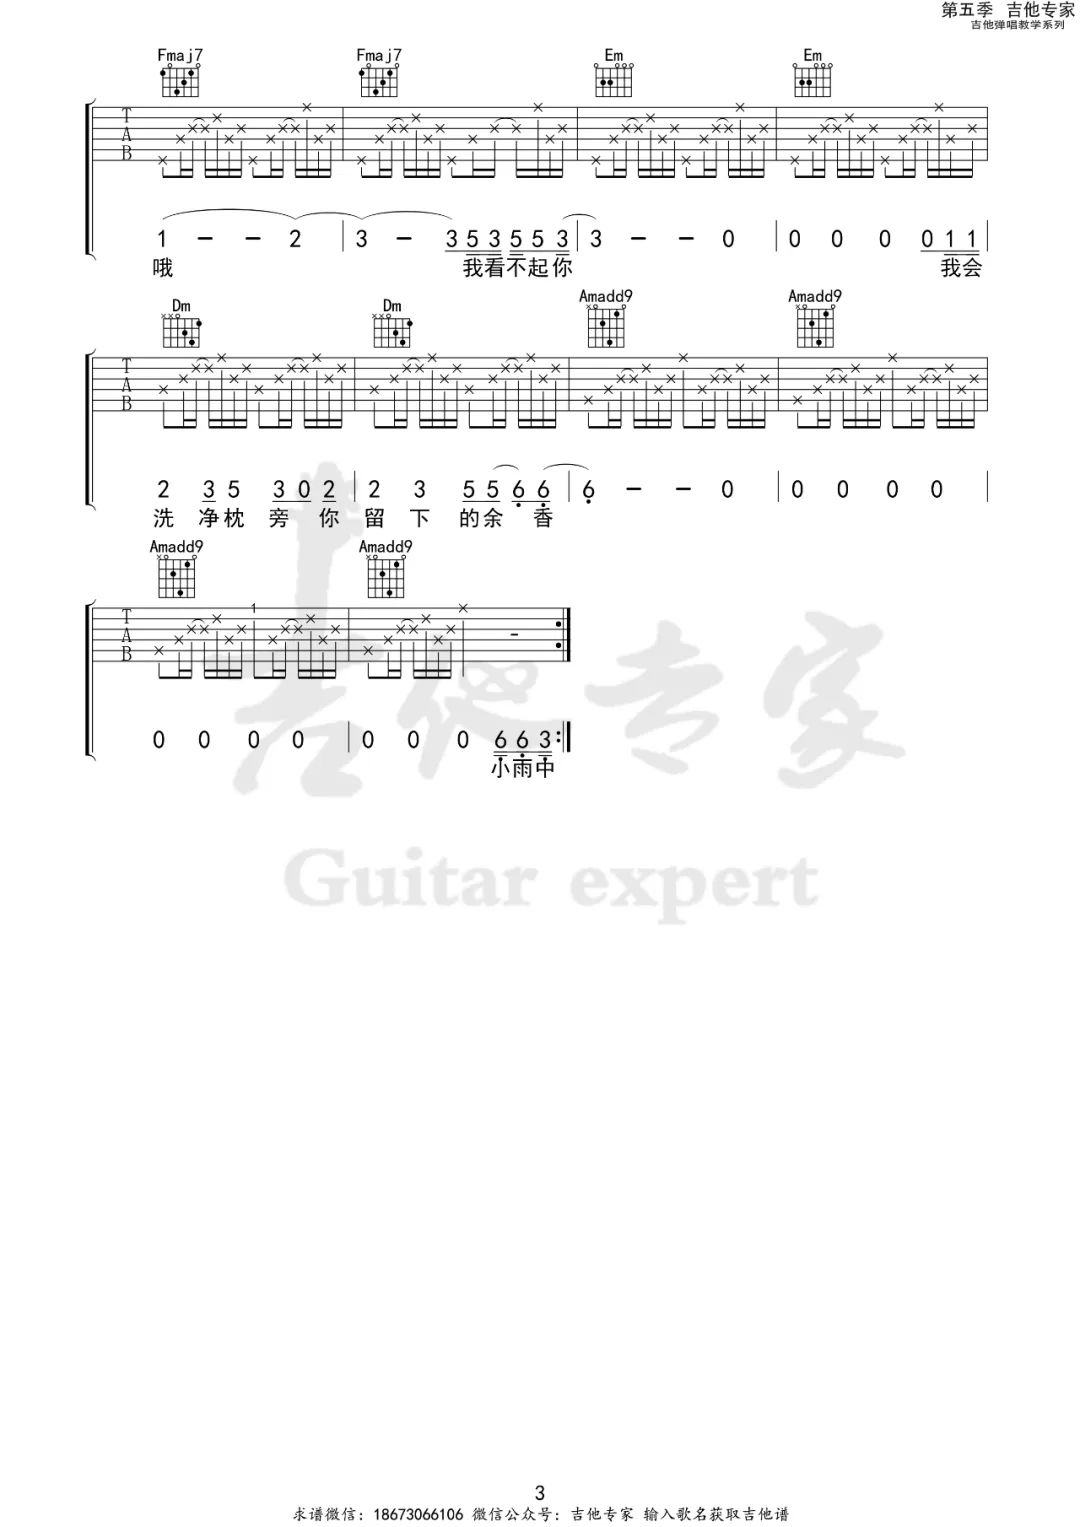 第五季 吉他专家
吉他弹唱教学系列
Fmaj7 Fmaj7 Em Em
T
A
B
1 - - 2 3 - 3 5 3 5 5 3 3 - - 0 0 0 0 0 1 1
哦 我看不起你 我会
Dm Dm Amadd9 Amadd9
T
A
B
2 3 5 3 0 2 2 3 5 5 6 6 6 - - 0 0 0 0 0
洗 净 枕 旁 你 留 下 的 余 香
Amadd9 Amadd9
T
A
B
1
0 0 0 0 0 0 0 6 6 3
小雨中
吉他专家
Guitar expert
3
求谱微信：18673066106 微信公众号：吉他专家 输入歌名获取吉他谱